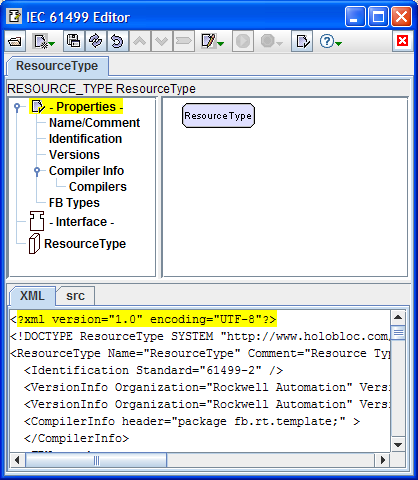 IEC 61499 Editor
ResourceType
RESOURCE_TYPE ResourceType
- Properties -
Name/Comment
Identification
Versions
Compiler Info
Compilers
FB Types
- Interface -
ResourceType
ResourceType
XML src
<?xml version="1.0" encoding="UTF-8"?>
<!DOCTYPE ResourceType SYSTEM "http://www.holobloc.com
<ResourceType Name="ResourceType" Comment="Resource Typ
<Identification Standard="61499-2" />
<VersionInfo Organization="Rockwell Automation" Versi
<VersionInfo Organization="Rockwell Automation" Versi
<CompilerInfo header="package fb.rt.template;" >
</CompilerInfo>